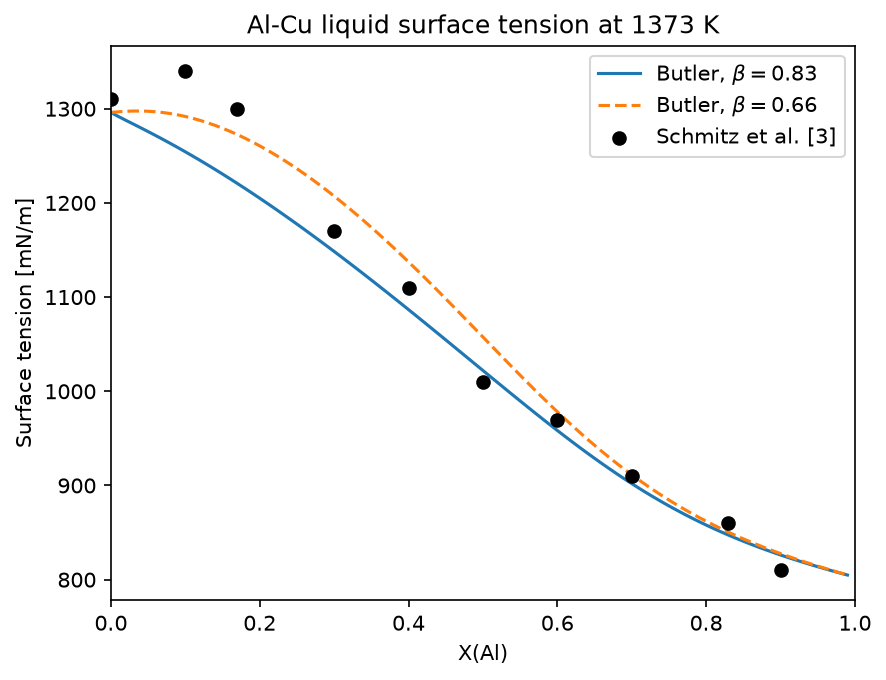 Al-Cu liquid surface tension at 1373 K
Butler, β = 0.83
Butler, β = 0.66
Schmitz et al. [3]
Surface tension [mN/m]
1300
1200
1100
1000
900
800
0.0 0.2 0.4 0.6 0.8 1.0
X(Al)